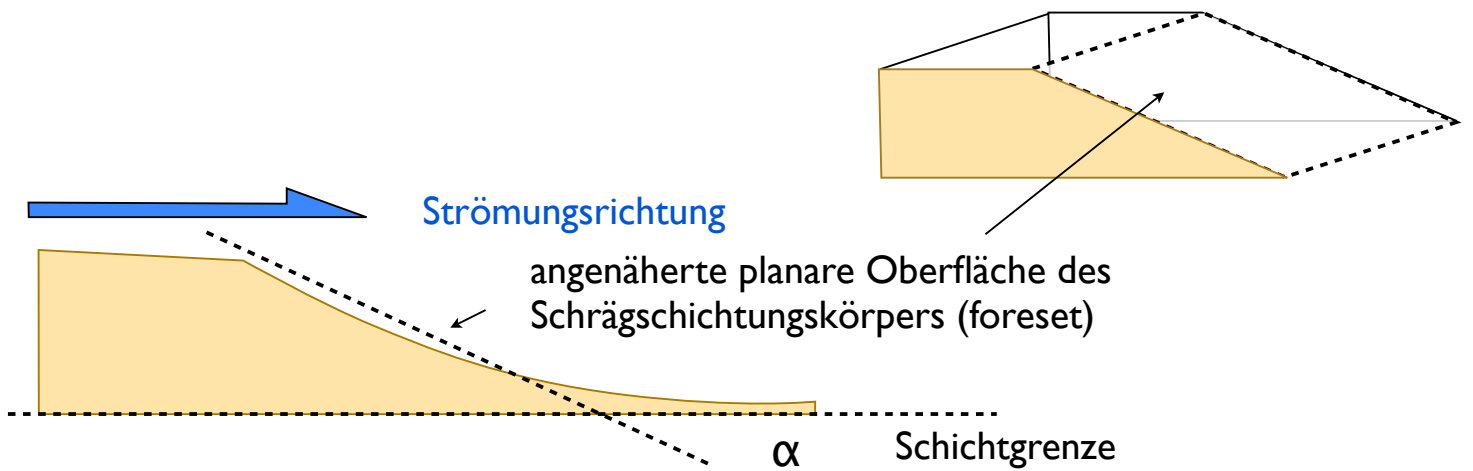 Strömungsrichtung
angenäherte planare Oberfläche des
Schrägschichtungskörpers (foreset)
α
Schichtgrenze